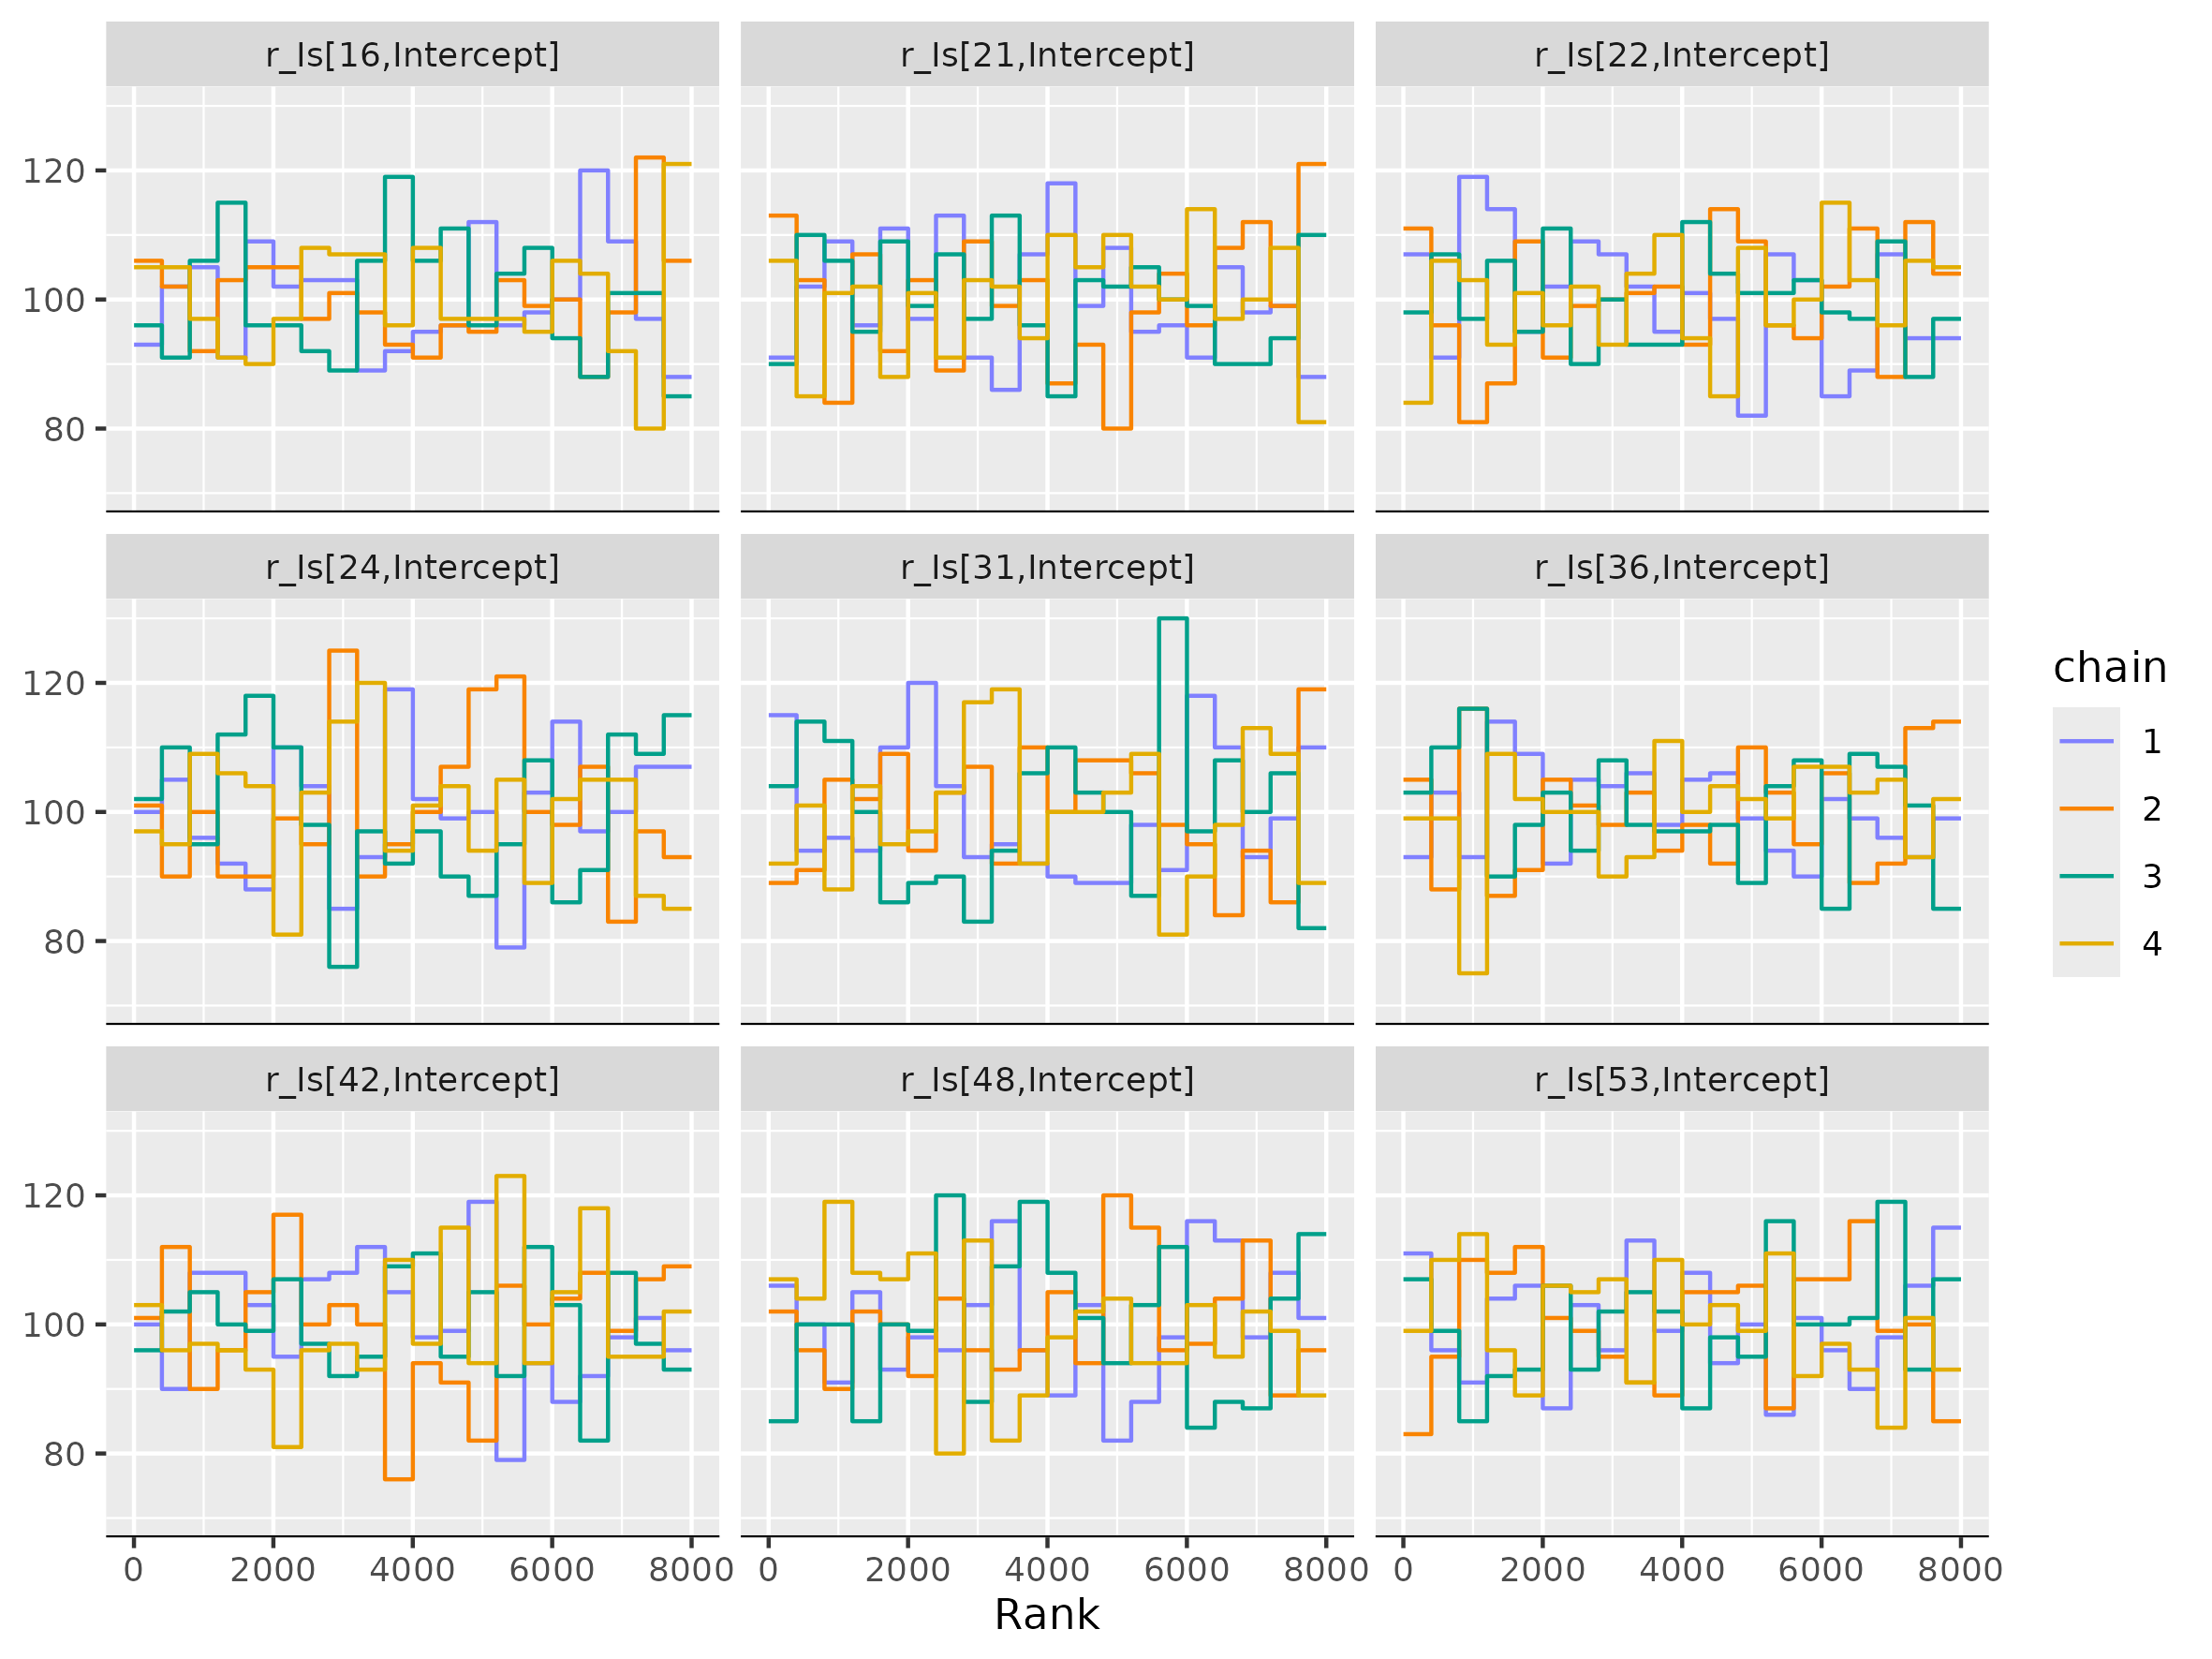 r_Is[16,Intercept]
r_Is[21,Intercept]
r_Is[22,Intercept]
120
100
80
r_Is[24,Intercept]
r_Is[31,Intercept]
r_Is[36,Intercept]
120
100
80
r_Is[42,Intercept]
r_Is[48,Intercept]
r_Is[53,Intercept]
120
100
80
0 2000 4000 6000 8000
0 2000 4000 6000 8000
0 2000 4000 6000 8000
Rank
chain
1
2
3
4